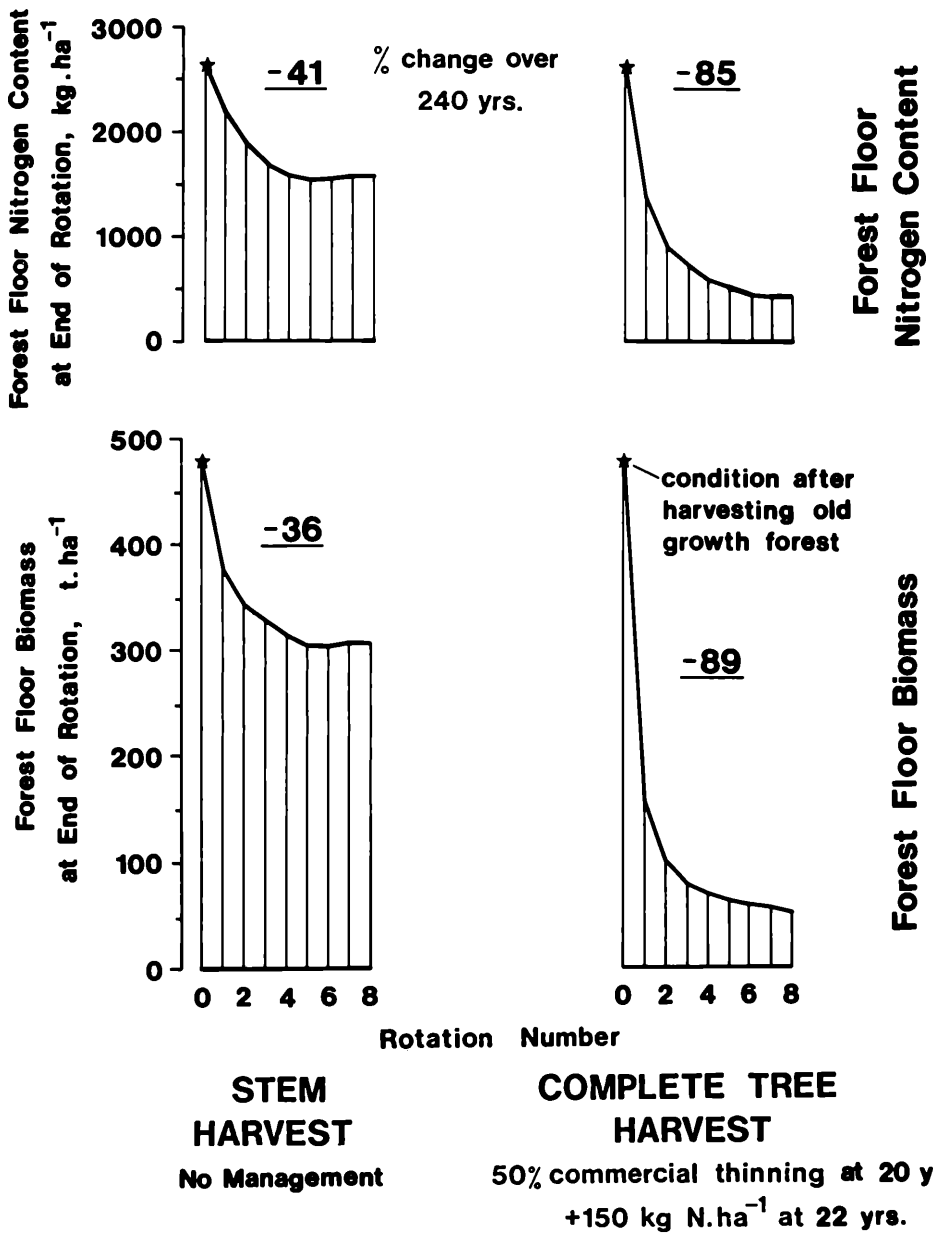 Forest Floor Nitrogen Content
at End of Rotation, kg.ha⁻¹
3000
2000
1000
0
-41
% change over
240 yrs.
-85
Forest Floor
Nitrogen Content
Forest Floor Biomass
at End of Rotation, t.ha⁻¹
500
400
300
200
100
0
-36
condition after
harvesting old
growth forest
-89
Forest Floor Biomass
0 2 4 6 8
0 2 4 6 8
Rotation Number
STEM
HARVEST
No Management
COMPLETE TREE
HARVEST
50% commercial thinning at 20 y
+150 kg N.ha⁻¹ at 22 yrs.